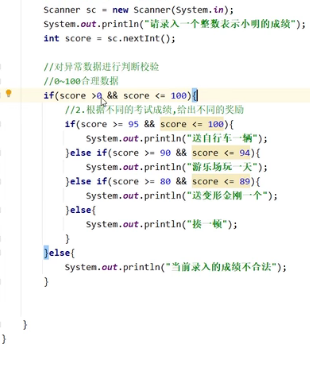 Scanner sc = new Scanner(System.in);
System.out.println("请录入一个整数表示小明的成绩");
int score = sc.nextInt();
//对异常数据进行判断校验
//0~100合理数据
if(score >0 && score <= 100){
//2.根据不同的考试成绩,给出不同的奖励
if(score >= 95 && score <= 100){
System.out.println("送自行车一辆");
}else if(score >= 90 && score <= 94){
System.out.println("游乐场玩一天");
}else if(score >= 80 && score <= 89){
System.out.println("送变形金刚一个");
}else{
System.out.println("揍一顿");
}
}else{
System.out.println("当前录入的成绩不合法");
}
}
}